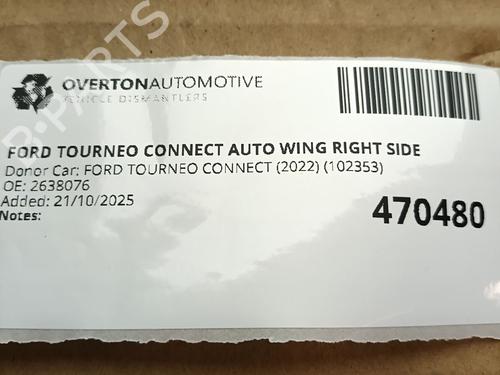 OVERTONAUTOMOTIVE
VEHICLE DISMANTLERS
FORD TOURNEO CONNECT AUTO WING RIGHT SIDE
Donor Car: FORD TOURNEO CONNECT (2022) (102353)
OE: 2638076
Added: 21/10/2025
Notes:
470480
B-PARTS